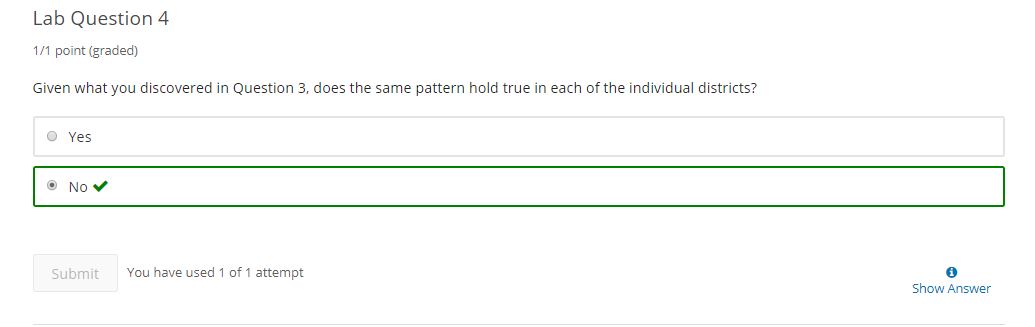 Lab Question 4
1/1 point (graded)
Given what you discovered in Question 3, does the same pattern hold true in each of the individual districts?
Yes
No
Submit
You have used 1 of 1 attempt
Show Answer